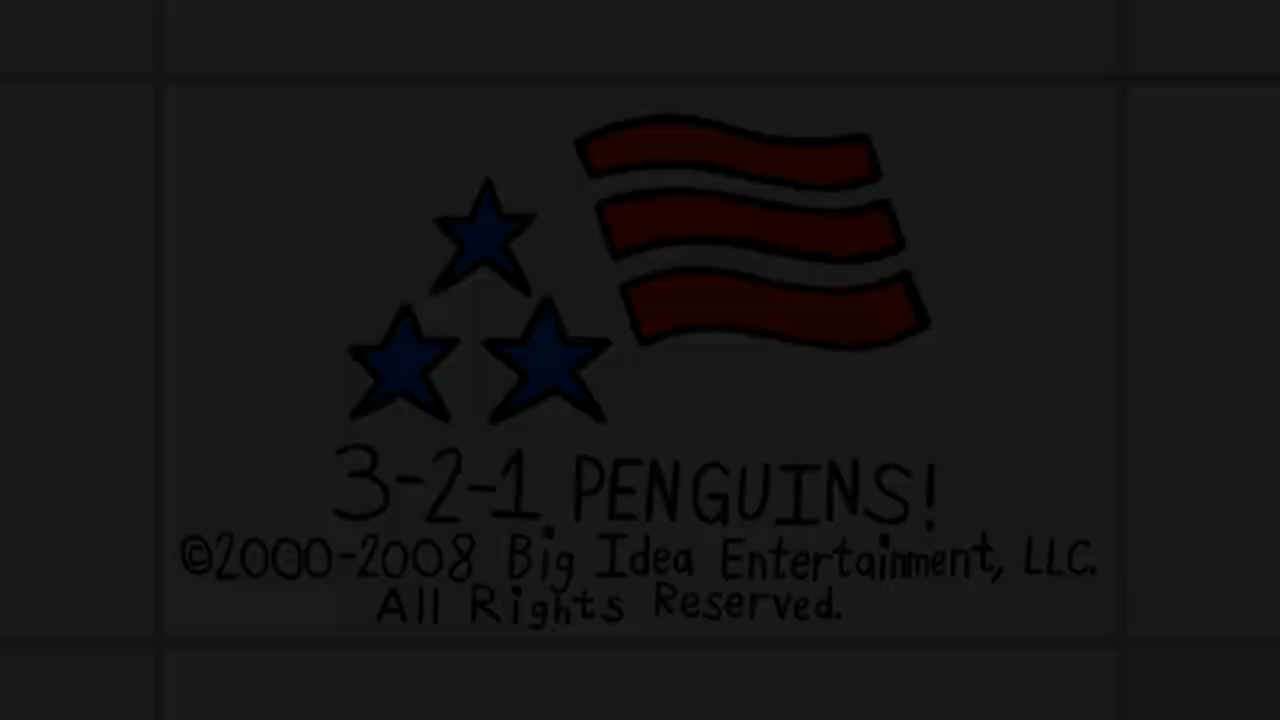 3-2-1 PENGUINS!
©2000-2008 Big Idea Entertainment, LLC.
All Rights Reserved.